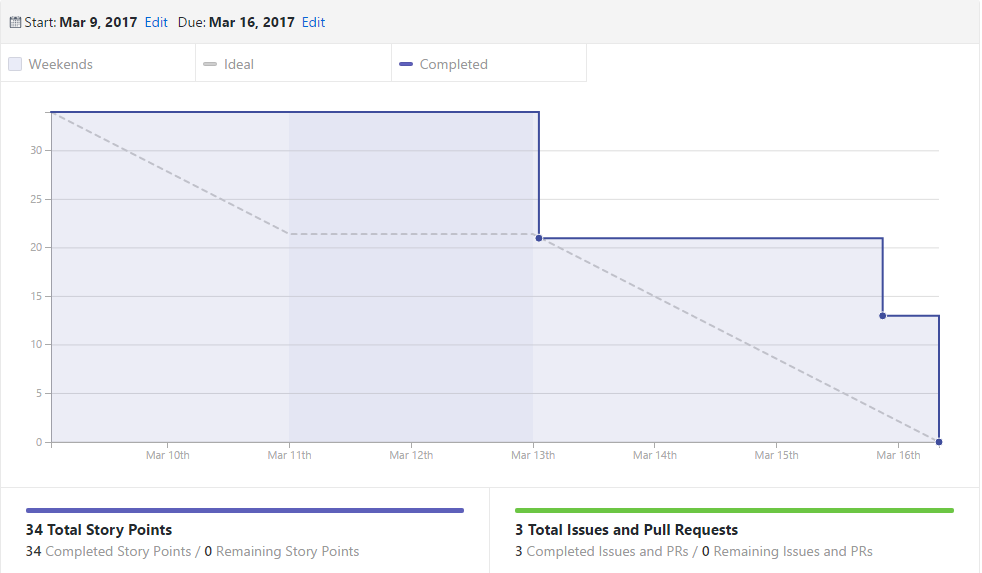 Start: Mar 9, 2017 Edit Due: Mar 16, 2017 Edit
Weekends Ideal Completed
30
25
20
15
10
5
0
Mar 10th Mar 11th Mar 12th Mar 13th Mar 14th Mar 15th Mar 16th
34 Total Story Points
34 Completed Story Points / 0 Remaining Story Points
3 Total Issues and Pull Requests
3 Completed Issues and PRs / 0 Remaining Issues and PRs